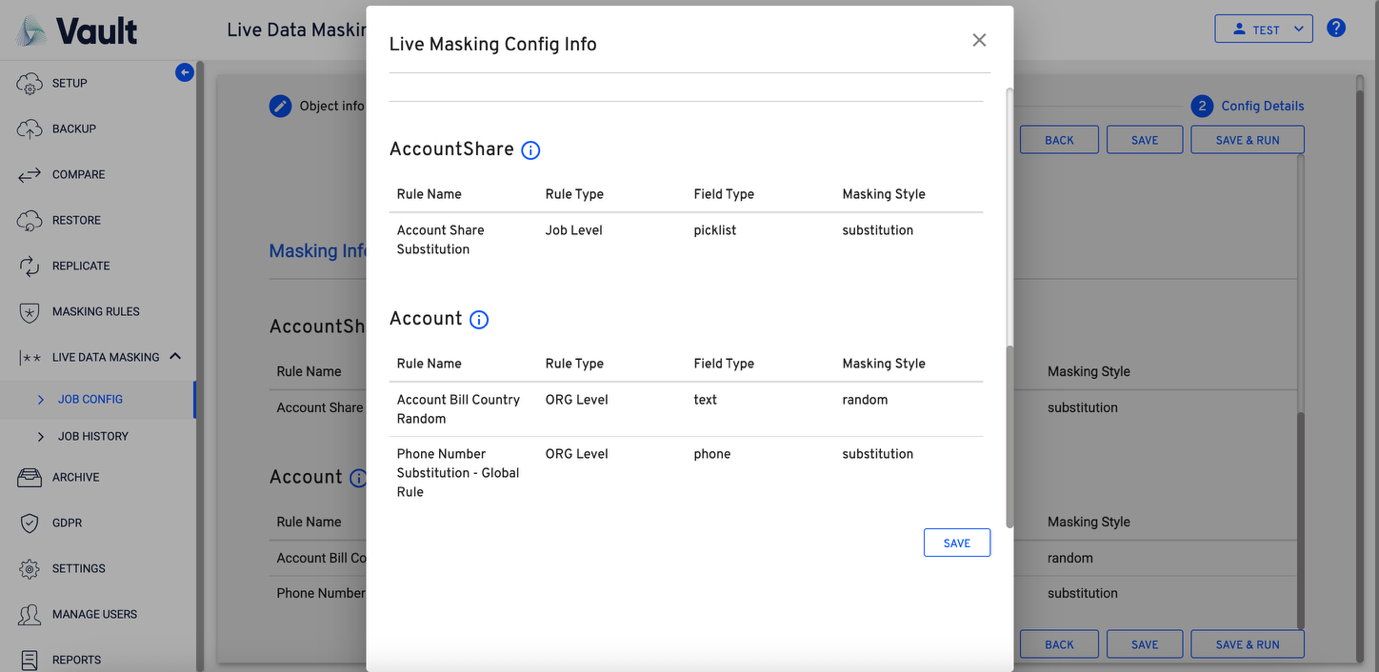 Vault
Live Data Maskin
TEST
?
SETUP
BACKUP
COMPARE
RESTORE
REPLICATE
MASKING RULES
LIVE DATA MASKING
JOB CONFIG
JOB HISTORY
ARCHIVE
GDPR
SETTINGS
MANAGE USERS
REPORTS
Object info
2 Config Details
BACK SAVE SAVE & RUN
Masking Info
AccountSh
Rule Name Masking Style
Account Share substitution
Account i
Rule Name Masking Style
Account Bill Co random
Phone Number substitution
BACK SAVE SAVE & RUN
Live Masking Config Info
AccountShare i
Rule Name Rule Type Field Type Masking Style
Account Share Job Level picklist substitution
Substitution
Account i
Rule Name Rule Type Field Type Masking Style
Account Bill Country ORG Level text random
Random
Phone Number ORG Level phone substitution
Substitution - Global
Rule
SAVE